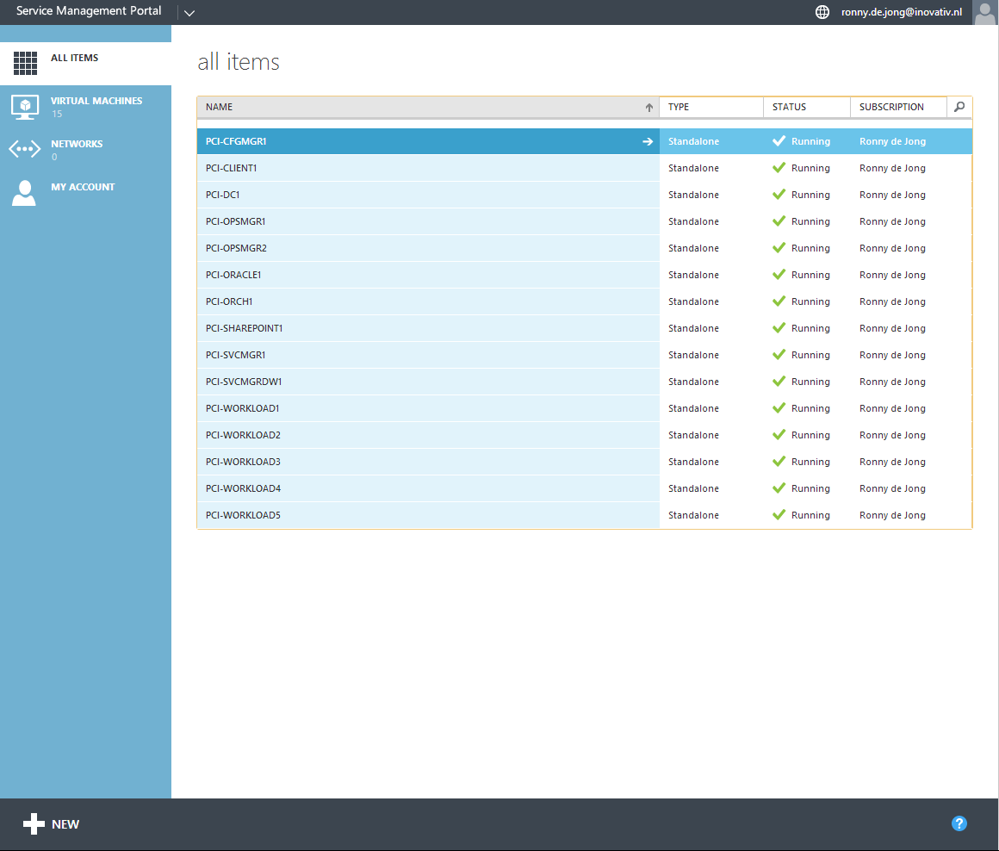 Service Management Portal
ronny.de.jong@inovativ.nl
ALL ITEMS
VIRTUAL MACHINES
15
NETWORKS
0
MY ACCOUNT
all items
NAME TYPE STATUS SUBSCRIPTION
PCI-CFGMGR1 Standalone Running Ronny de Jong
PCI-CLIENT1 Standalone Running Ronny de Jong
PCI-DC1 Standalone Running Ronny de Jong
PCI-OPSMGR1 Standalone Running Ronny de Jong
PCI-OPSMGR2 Standalone Running Ronny de Jong
PCI-ORACLE1 Standalone Running Ronny de Jong
PCI-ORCH1 Standalone Running Ronny de Jong
PCI-SHAREPOINT1 Standalone Running Ronny de Jong
PCI-SVCMGR1 Standalone Running Ronny de Jong
PCI-SVCMGRDW1 Standalone Running Ronny de Jong
PCI-WORKLOAD1 Standalone Running Ronny de Jong
PCI-WORKLOAD2 Standalone Running Ronny de Jong
PCI-WORKLOAD3 Standalone Running Ronny de Jong
PCI-WORKLOAD4 Standalone Running Ronny de Jong
PCI-WORKLOAD5 Standalone Running Ronny de Jong
NEW
?